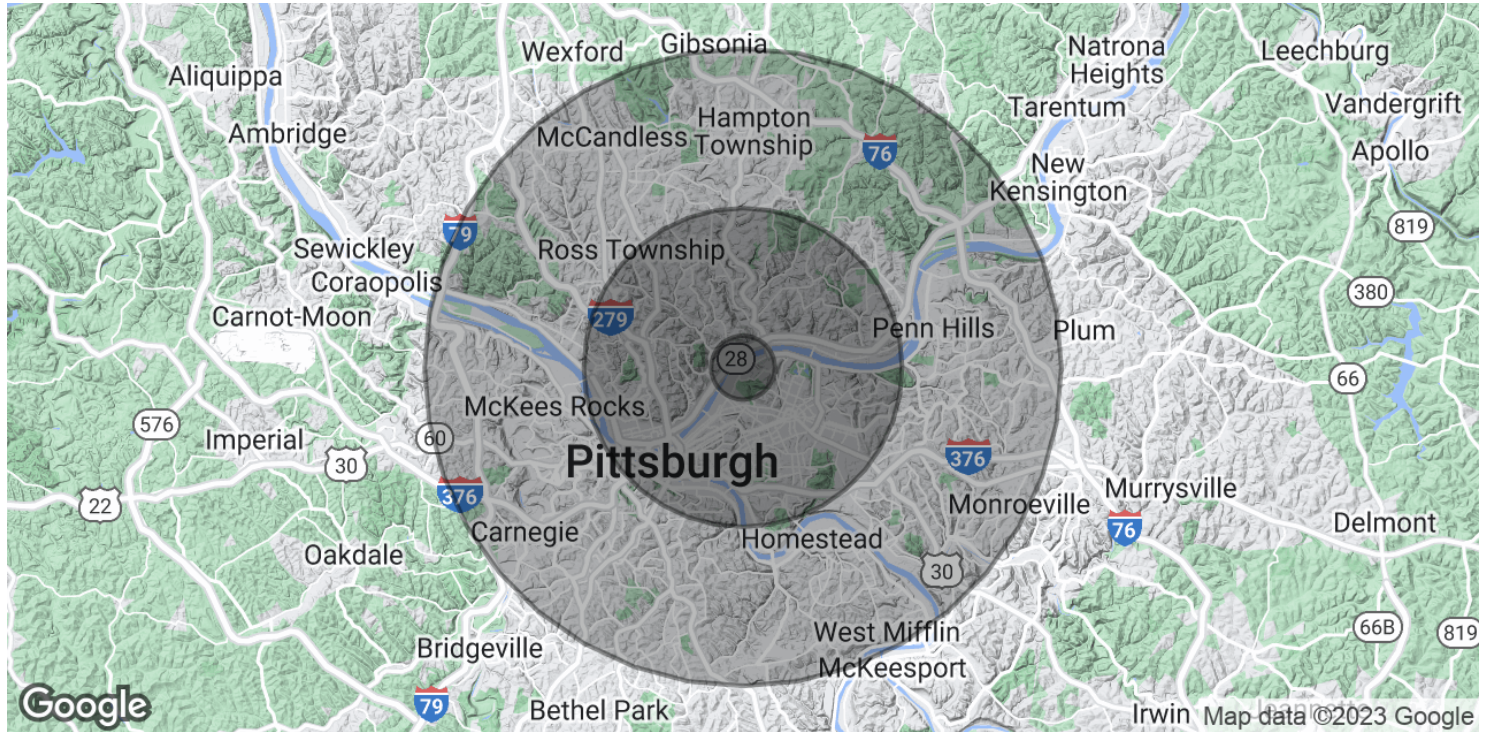 Wexford
Gibsonia
Natrona
Heights
Leechburg
Aliquippa
Tarentum
Vandergrift
Ambridge
McCandless
Hampton
Township
76
Apollo
New
Kensington
79
819
Sewickley
Ross Township
Coraopolis
380
Carnot-Moon
279
Penn Hills
Plum
28
66
McKees Rocks
576
Imperial
60
30
Pittsburgh
376
376
22
Monroeville
Murrysville
Carnegie
Homestead
76
Delmont
Oakdale
30
West Mifflin
66B
819
Bridgeville
McKeesport
Google
79
Bethel Park
Irwin
Jeannette
Map data ©2023 Google